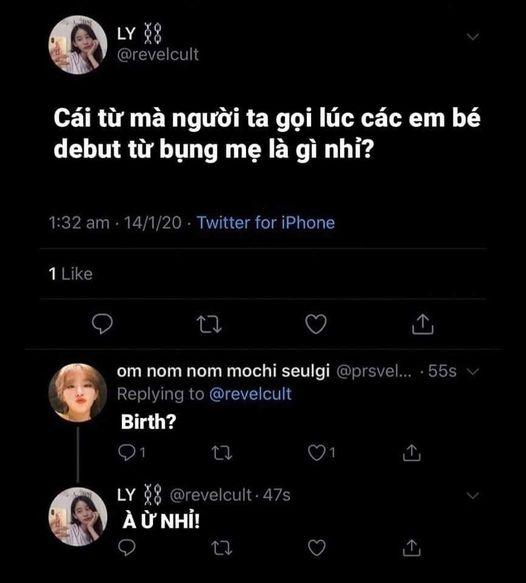 LY
@revelcult
Cái từ mà người ta gọi lúc các em bé
debut từ bụng mẹ là gì nhỉ?
1:32 am · 14/1/20 · Twitter for iPhone
1 Like
om nom nom mochi seulgi @prsvel... · 55s
Replying to @revelcult
Birth?
1 1
LY @revelcult · 47s
À Ừ NHỈ!